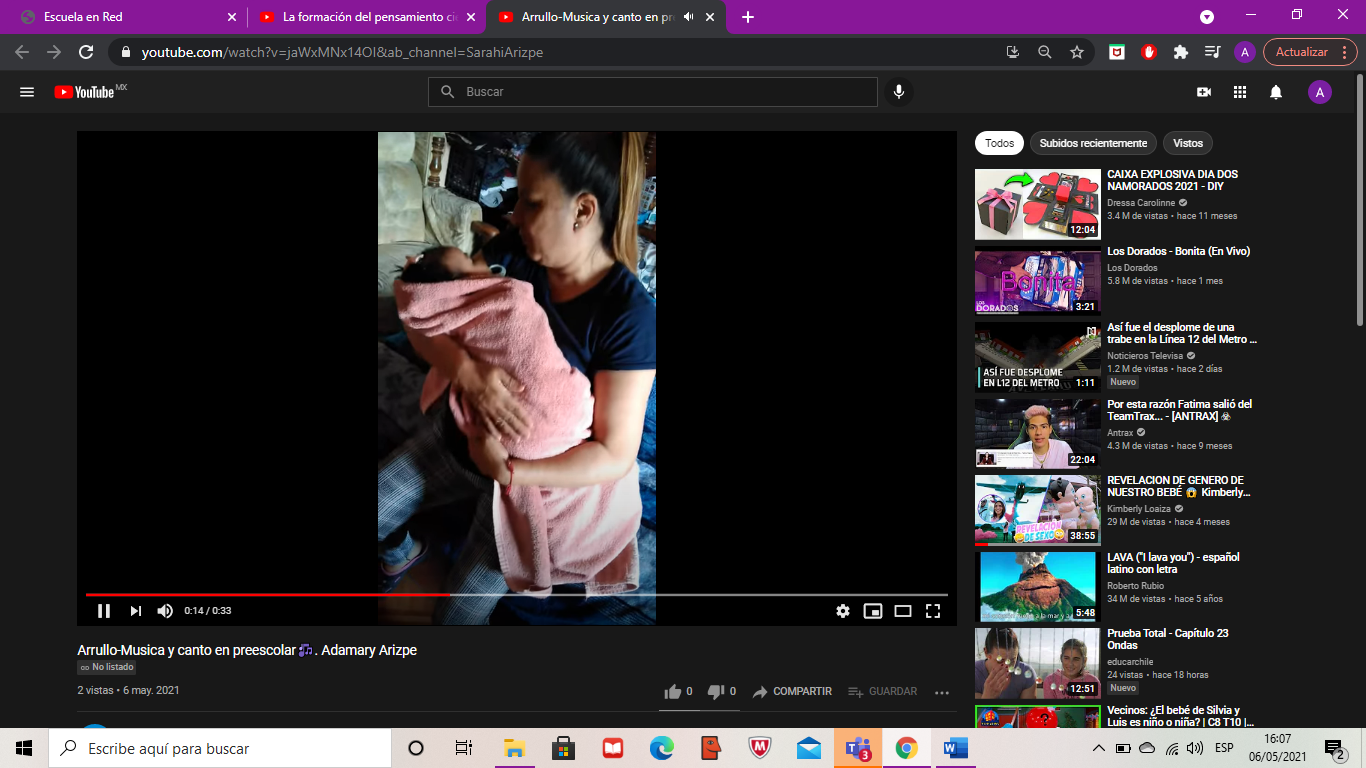 Escuela en Red
La formación del pensamiento ci
Arrullo-Musica y canto en pr
youtube.com/watch?v=jaWxMNx14OI&ab_channel=SarahiArizpe
A
Actualizar
YouTube MX
Buscar
A
Todos
Subidos recientemente
Vistos
CAIXA EXPLOSIVA DIA DOS
NAMORADOS 2021 - DIY
Dressa Carolinne
3.4 M de vistas • hace 11 meses
12:04
Los Dorados - Bonita (En Vivo)
Los Dorados
5.8 M de vistas • hace 1 mes
Bonita
LOS
DORADOS
3:21
Así fue el desplome de una
trabe en la Línea 12 del Metro ...
Noticieros Televisa
1.2 M de vistas • hace 2 días
Nuevo
ASÍ FUE DESPLOME
EN L12 DEL METRO
1:11
Por esta razón Fatima salió del
TeamTrax... - [ANTRAX] ☣
Antrax
4.3 M de vistas • hace 9 meses
22:04
REVELACION DE GENERO DE
NUESTRO BEBÉ 😱 Kimberly...
Kimberly Loaiza
29 M de vistas • hace 4 meses
REVELACIÓN
DE SEXO
38:55
LAVA ("I lava you") - español
latino con letra
Roberto Rubio
34 M de vistas • hace 5 años
5:48
Prueba Total - Capítulo 23
Ondas
educarchile
24 vistas • hace 18 horas
Nuevo
12:51
Vecinos: ¿El bebé de Silvia y
Luis es niño o niña? | C8 T10 |...
0:14 / 0:33
Arrullo-Musica y canto en preescolar🎶. Adamary Arizpe
No listado
2 vistas • 6 may. 2021
0
0
COMPARTIR
GUARDAR
Escribe aquí para buscar
3
ESP
16:07
06/05/2021
2